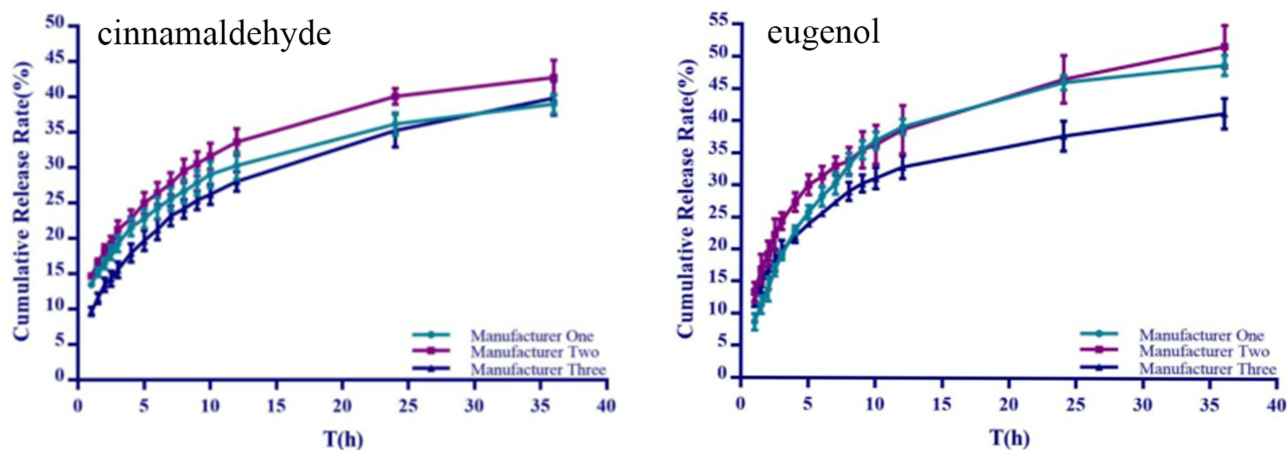 cinnamaldehyde
Cumulative Release Rate(%)
50
45
40
35
30
25
20
15
10
5
0
0 5 10 15 20 25 30 35 40
T(h)
Manufacturer One
Manufacturer Two
Manufacturer Three
eugenol
Cumulative Release Rate(%)
55
50
45
40
35
30
25
20
15
10
5
0
0 5 10 15 20 25 30 35 40
T(h)
Manufacturer One
Manufacturer Two
Manufacturer Three